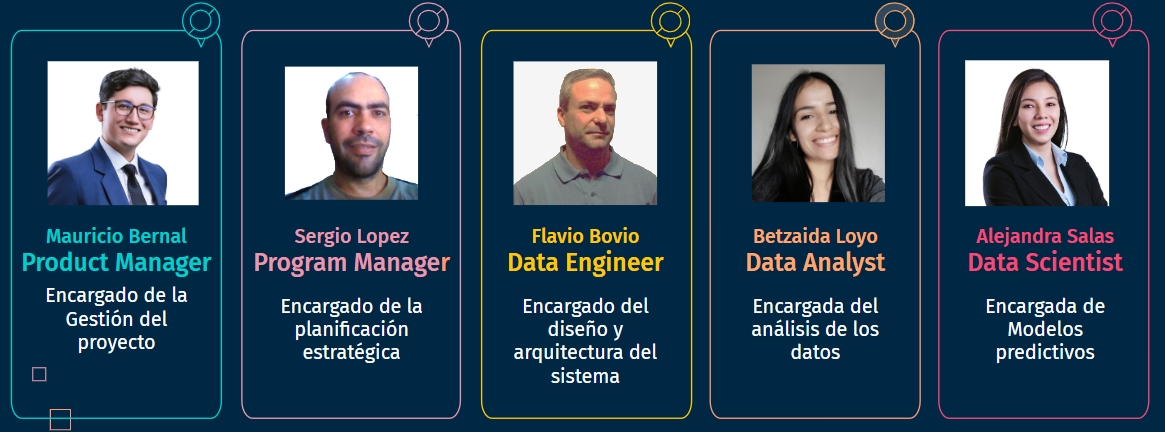 Mauricio Bernal
Product Manager
Encargado de la
Gestión del
proyecto
Sergio Lopez
Program Manager
Encargado de la
planificación
estratégica
Flavio Bovio
Data Engineer
Encargado del
diseño y
arquitectura del
sistema
Betzaida Loyo
Data Analyst
Encargada del
análisis de los
datos
Alejandra Salas
Data Scientist
Encargada de
Modelos
predictivos